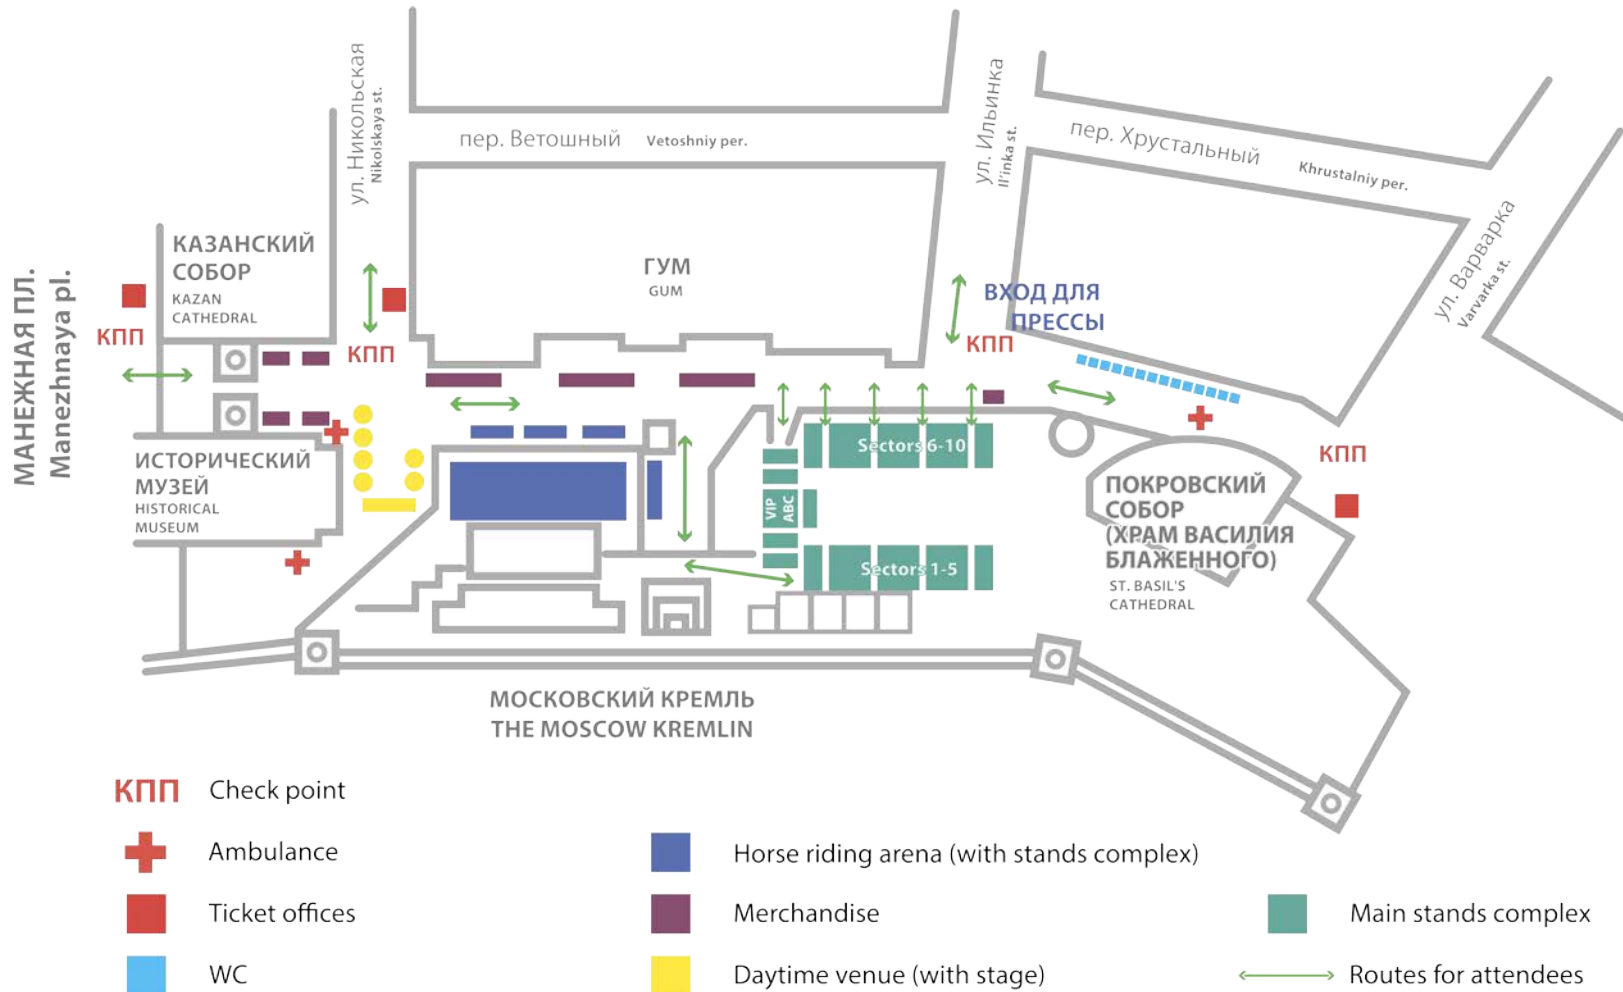 МАНЕЖНАЯ ПЛ.
Manezhnaya pl.
ул. Никольская
Nikolskaya st.
пер. Ветошный Vetoshniy per.
ул. Ильинка
Il'inka st.
пер. Хрустальный Khrustalniy per.
ул. Варварка
Varvarka st.
КАЗАНСКИЙ
СОБОР
KAZAN
CATHEDRAL
ГУМ
GUM
ВХОД ДЛЯ
ПРЕССЫ
КПП
КПП
КПП
КПП
ИСТОРИЧЕСКИЙ
МУЗЕЙ
HISTORICAL
MUSEUM
Sectors 6-10
VIP
ABC
Sectors 1-5
ПОКРОВСКИЙ
СОБОР
(ХРАМ ВАСИЛИЯ
БЛАЖЕННОГО)
ST. BASIL'S
CATHEDRAL
МОСКОВСКИЙ КРЕМЛЬ
THE MOSCOW KREMLIN
КПП Check point
Ambulance
Ticket offices
WC
Horse riding arena (with stands complex)
Merchandise
Daytime venue (with stage)
Main stands complex
Routes for attendees